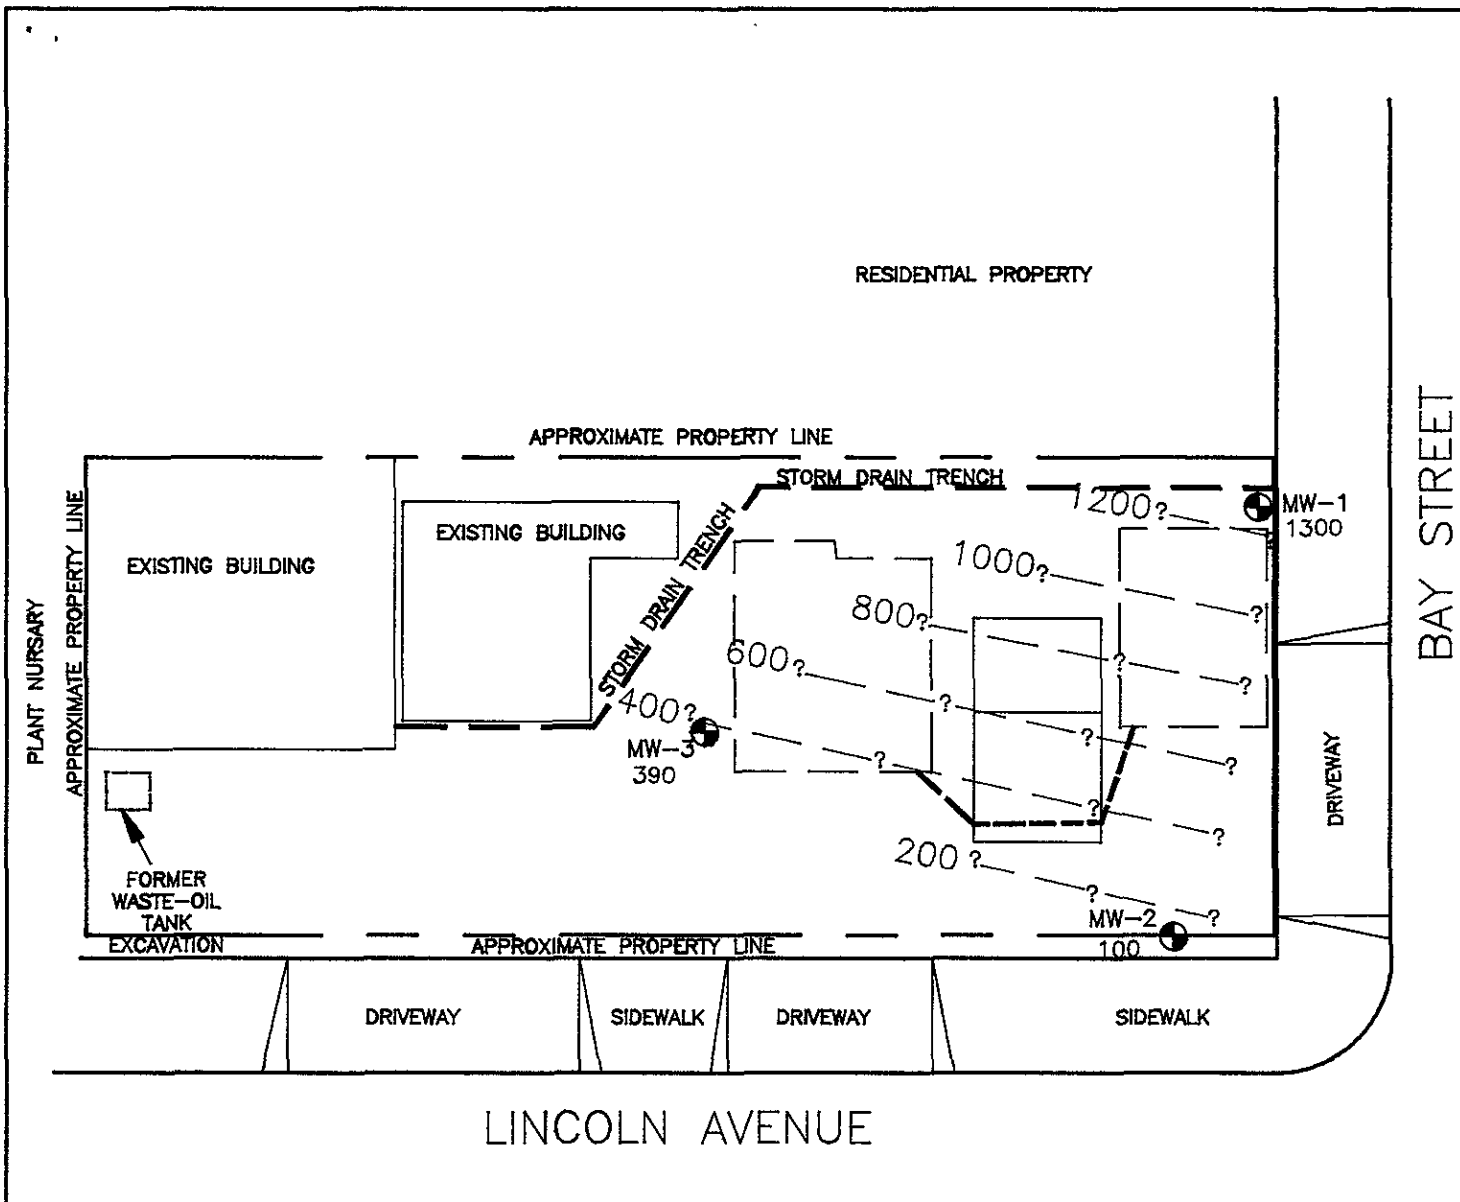 RESIDENTIAL PROPERTY
APPROXIMATE PROPERTY LINE
STORM DRAIN TRENCH
1200?
MW-1
1300
EXISTING BUILDING
EXISTING BUILDING
1000?
?
800?
?
?
600?
?
?
?
STORM DRAIN TRENCH
400?
?
?
?
MW-3
390
200?
?
?
MW-2
100
PLANT NURSARY
APPROXIMATE PROPERTY LINE
FORMER
WASTE-OIL
TANK
EXCAVATION
APPROXIMATE PROPERTY LINE
DRIVEWAY
SIDEWALK
DRIVEWAY
SIDEWALK
DRIVEWAY
BAY STREET
LINCOLN AVENUE